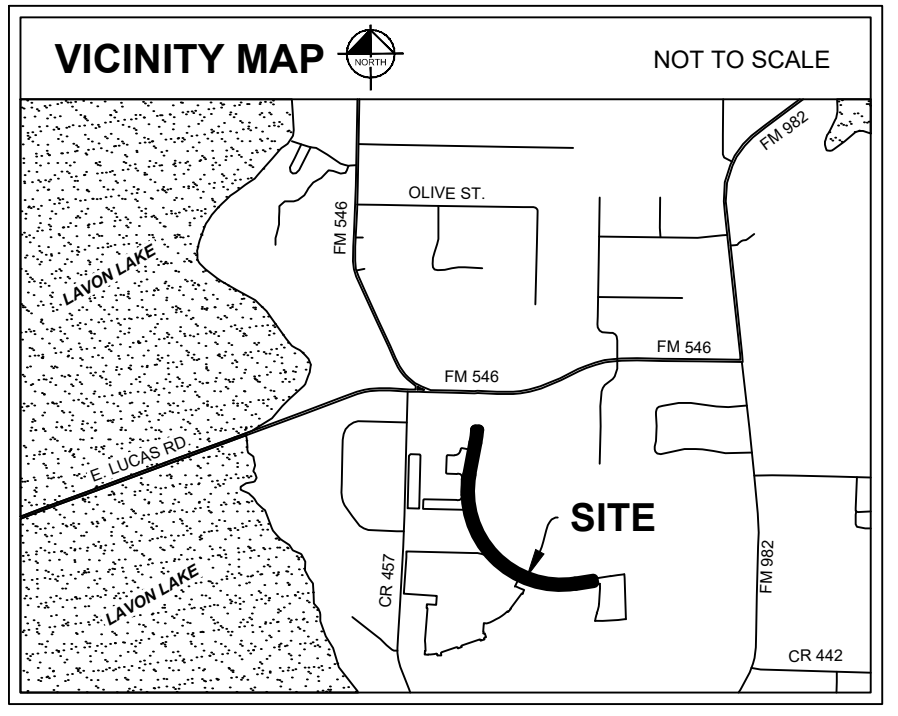 VICINITY MAP
NORTH
NOT TO SCALE
FM 982
OLIVE ST.
FM 546
LAVON LAKE
FM 546
FM 546
E. LUCAS RD.
SITE
CR 457
FM 982
LAVON LAKE
CR 442